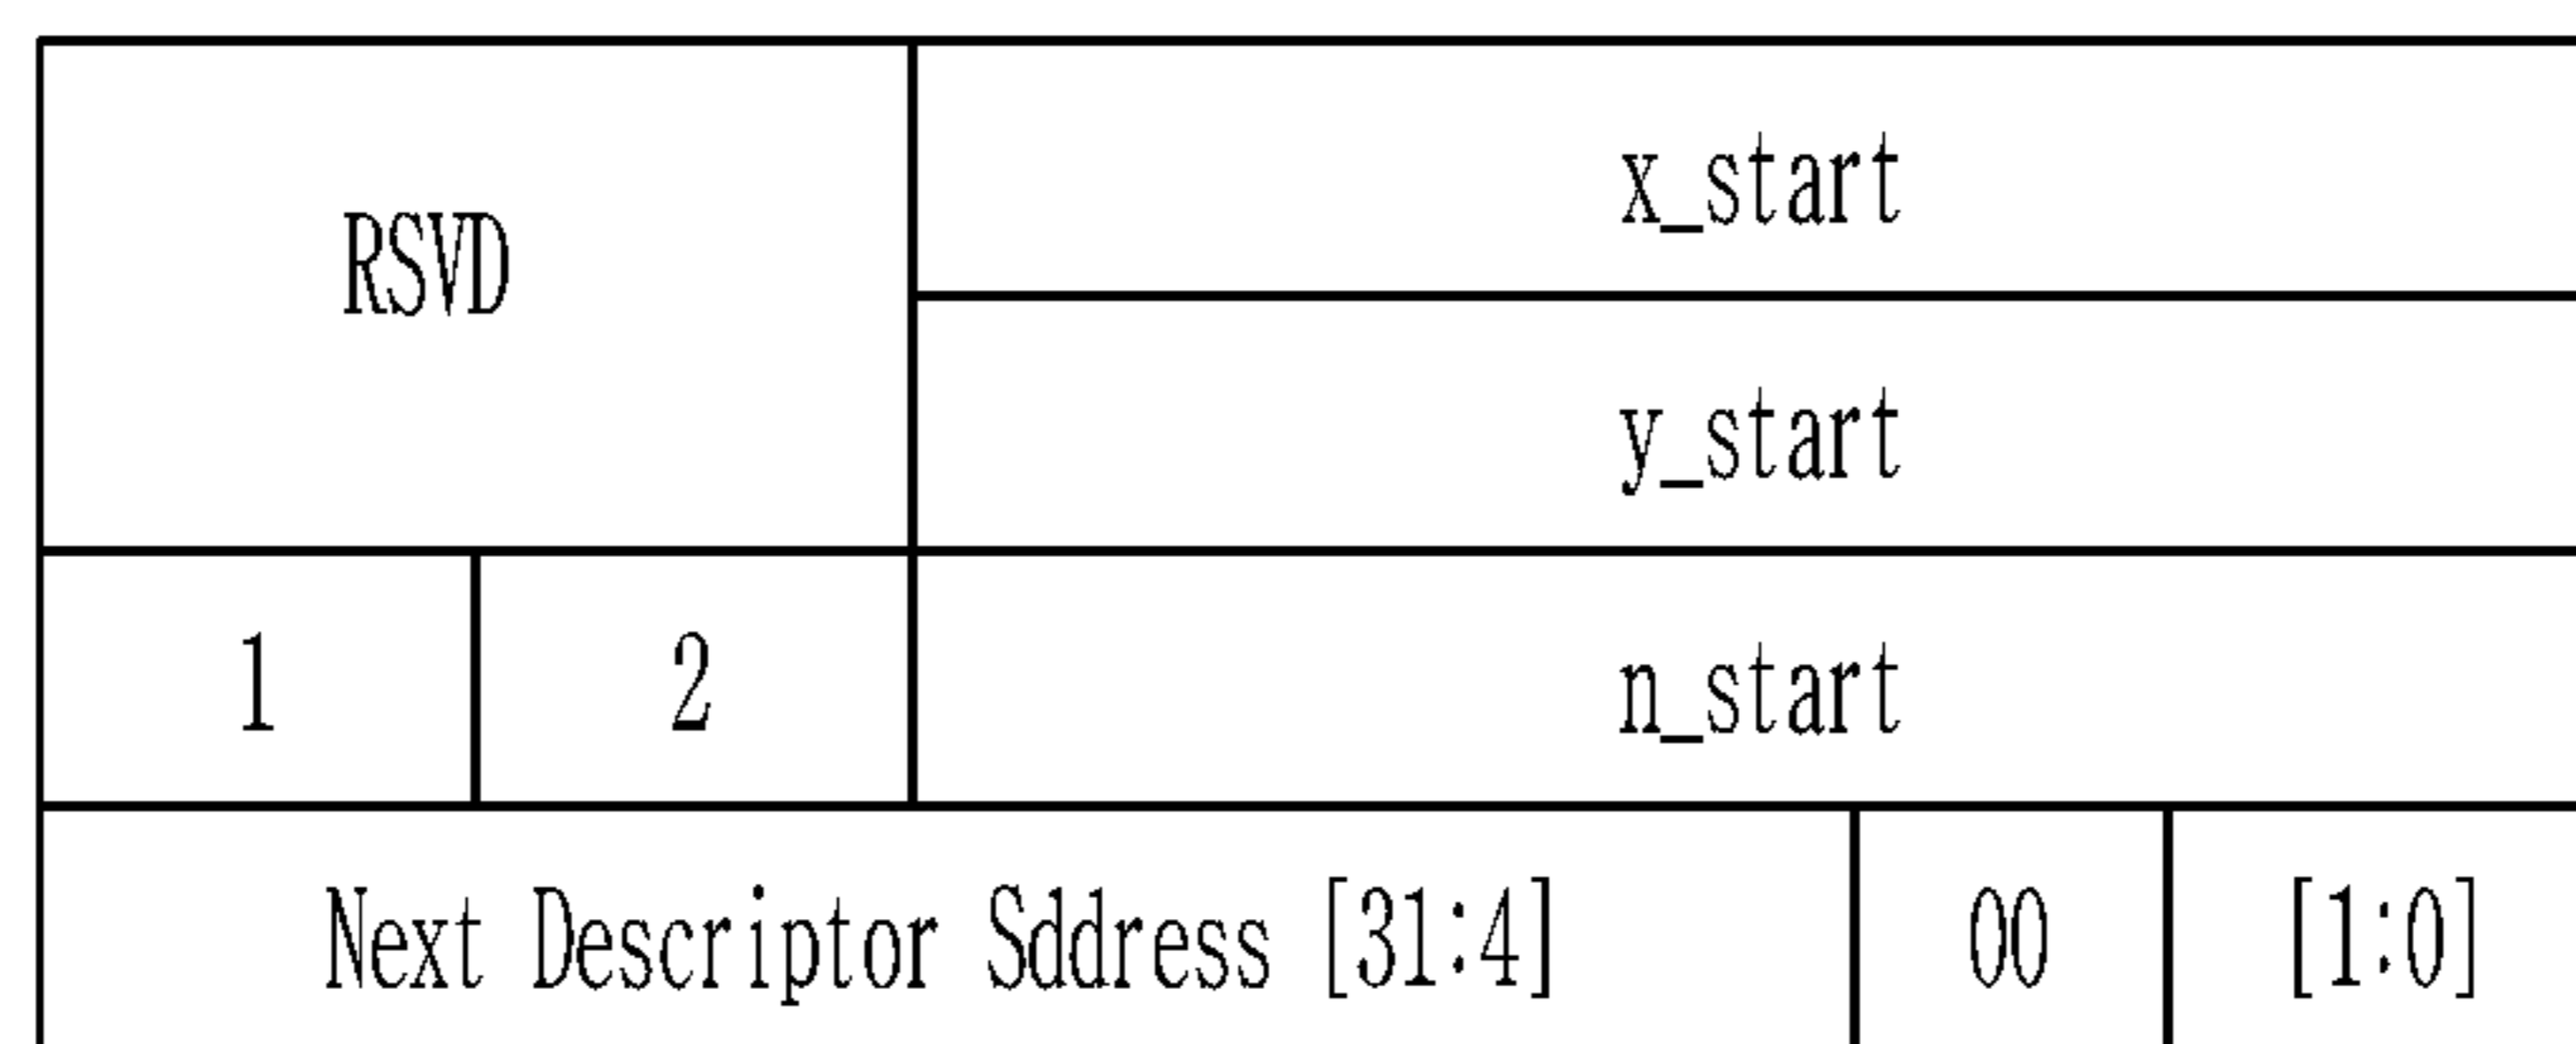 x_start
RSVD
y_start
1 2 n_start
Next Descriptor Sddress [31:4] 00 [1:0]